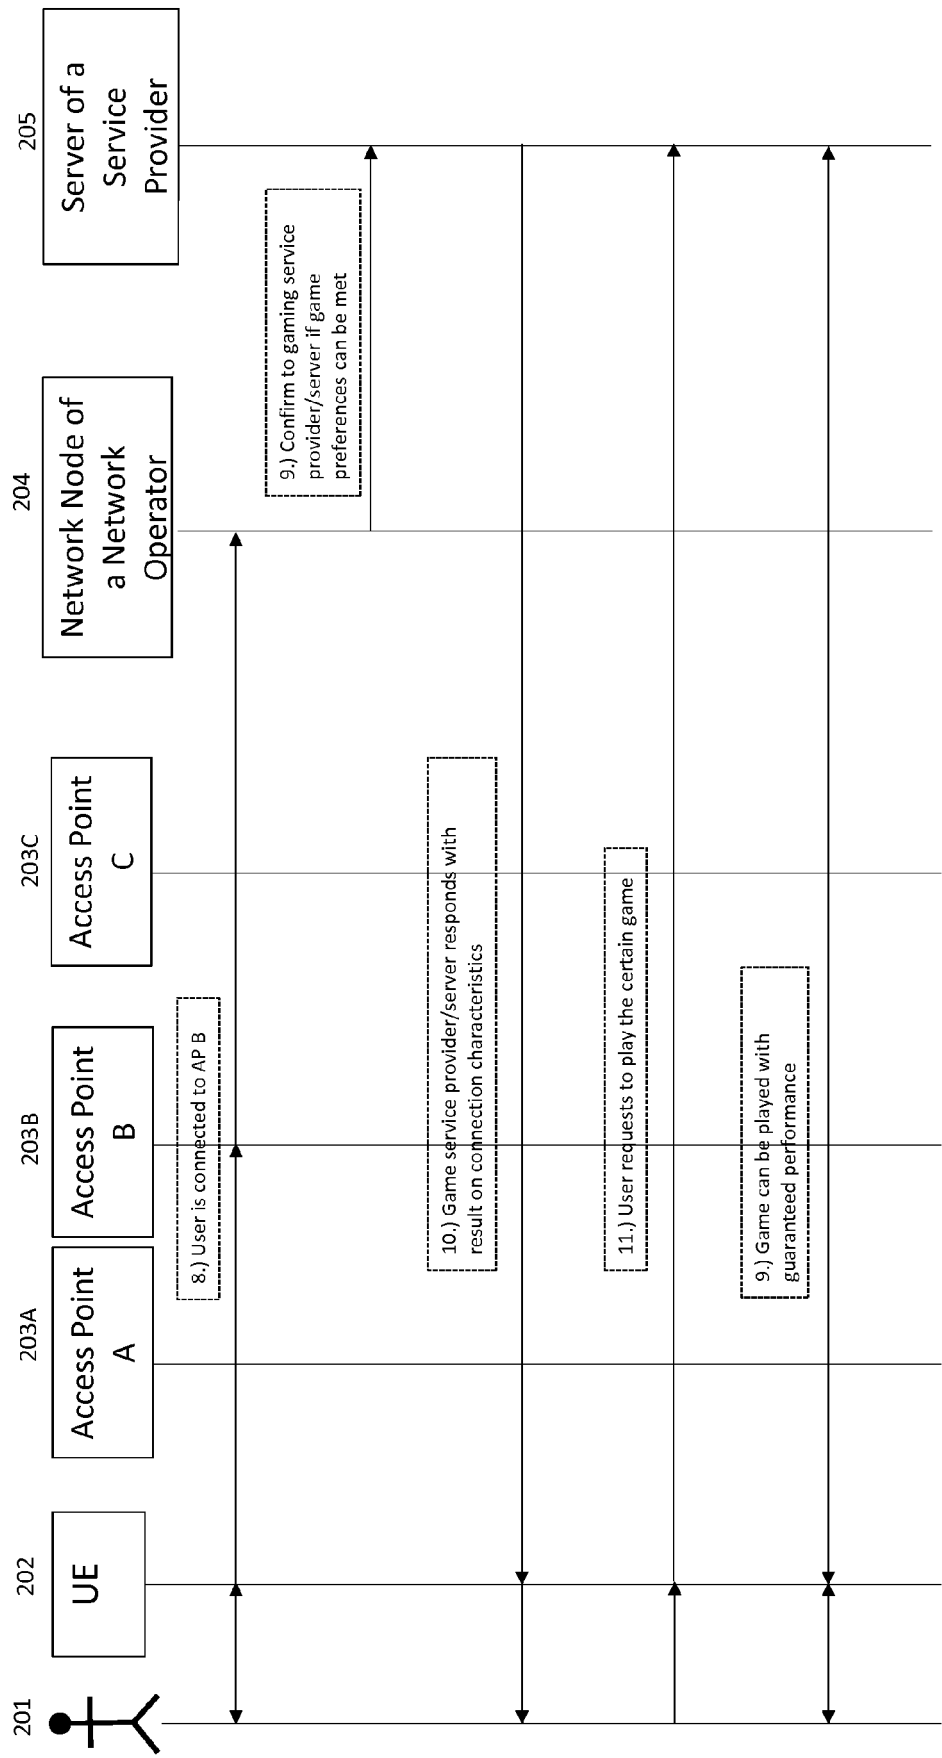 201
202
203A
203B
203C
204
205
UE
Access Point
A
Access Point
B
Access Point
C
Network Node of
a Network
Operator
Server of a
Service
Provider
8.) User is connected to AP B
9.) Confirm to gaming service
provider/server if game
preferences can be met
10.) Game service provider/server responds with
result on connection characteristics
11.) User requests to play the certain game
9.) Game can be played with
guaranteed performance